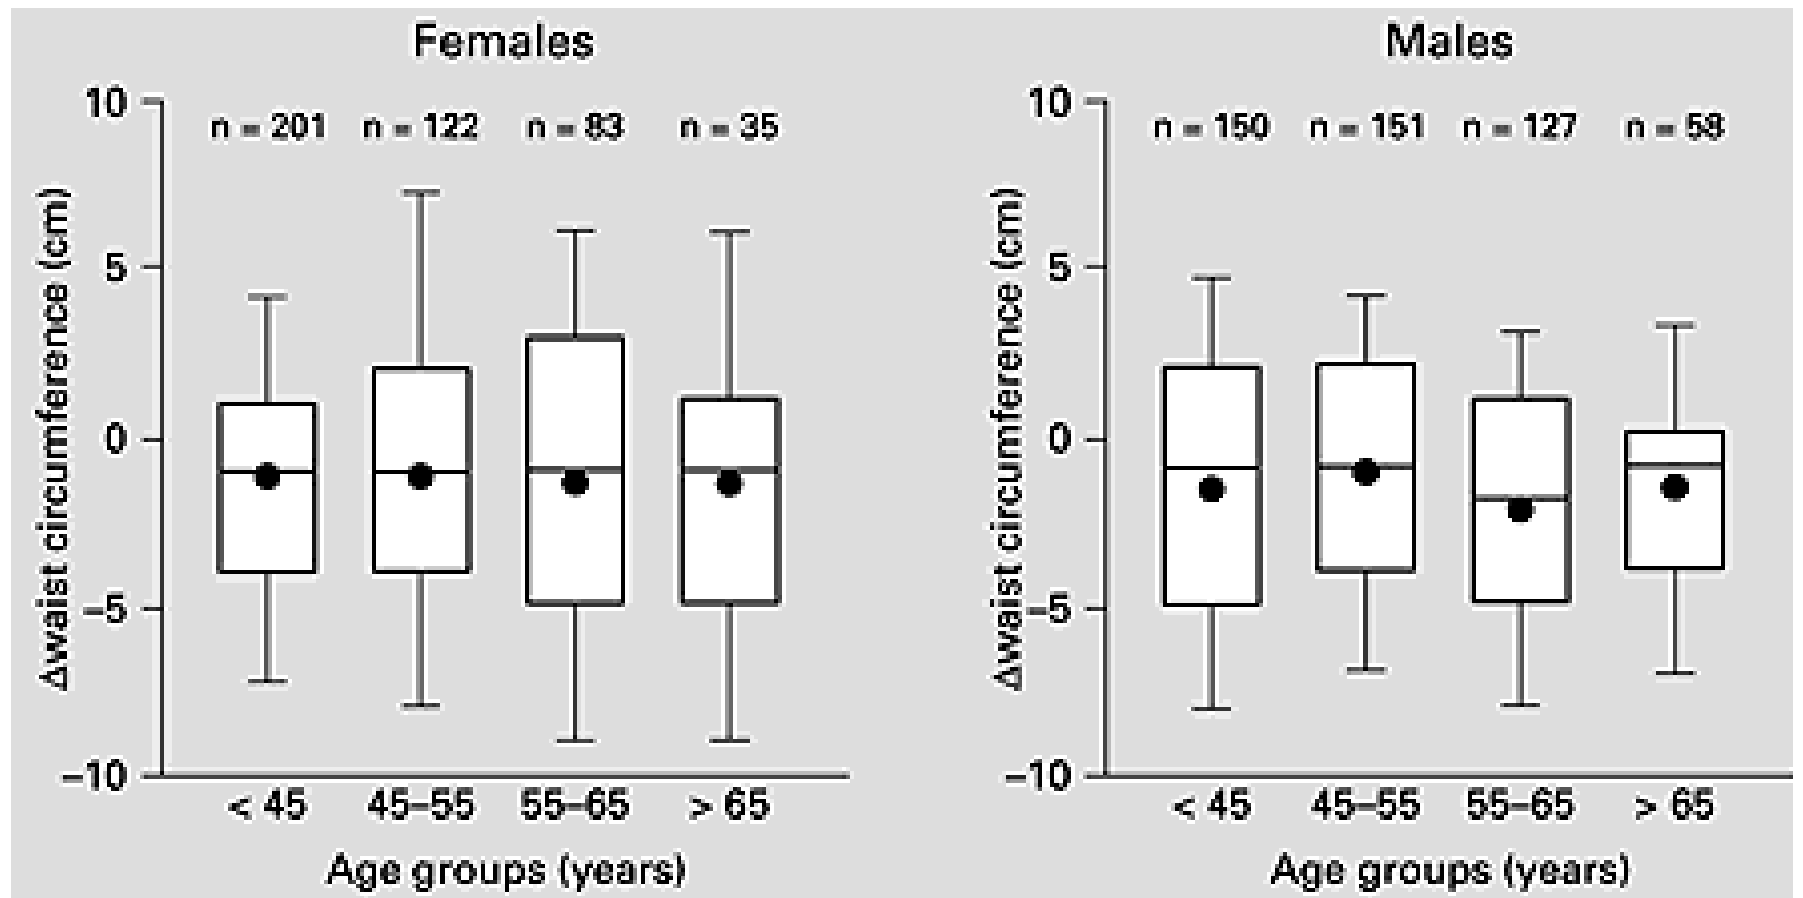 Females
10
n = 201 n = 122 n = 83 n = 35
5
0
–5
–10
Δwaist circumference (cm)
< 45 45–55 55–65 > 65
Age groups (years)
Males
10
n = 150 n = 151 n = 127 n = 58
5
0
–5
–10
Δwaist circumference (cm)
< 45 45–55 55–65 > 65
Age groups (years)